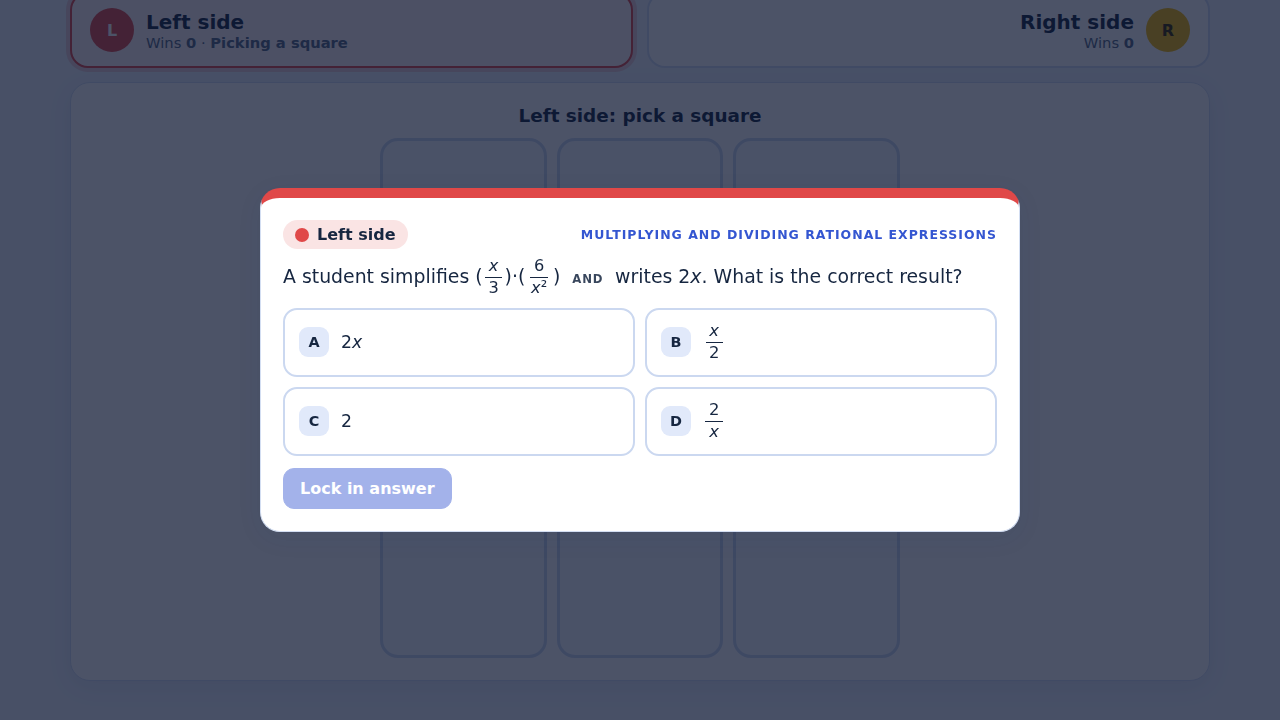 L Left side Right side R
Wins 0 · Picking a square Wins 0
Left side: pick a square
Left side MULTIPLYING AND DIVIDING RATIONAL EXPRESSIONS
A student simplifies (x/3)·(6/x²) AND writes 2x. What is the correct result?
A 2x
B x/2
C 2
D 2/x
Lock in answer